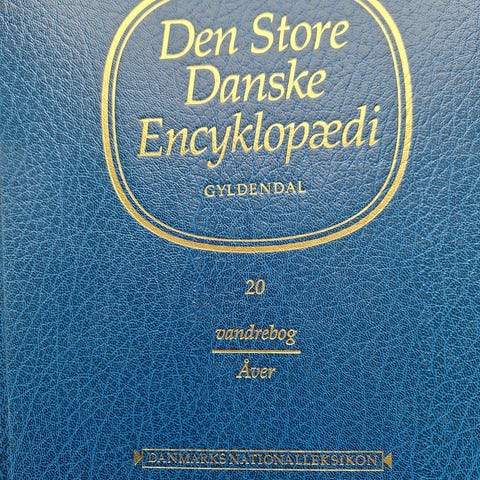 Den Store
Danske
Encyklopædi
GYLDENDAL
20
vandrebog
Åver
DANMARKS NATIONALLEKSIKON